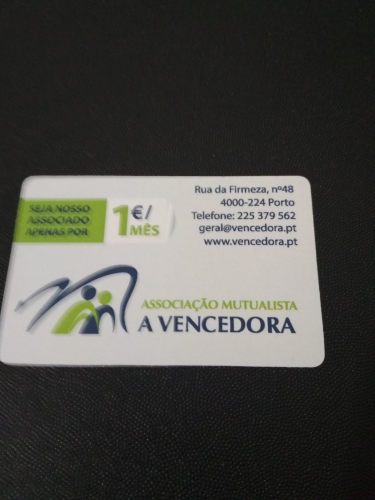 Rua da Firmeza, nº48
4000-224 Porto
Telefone: 225 379 562
geral@vencedora.pt
www.vencedora.pt
SEJA NOSSO
ASSOCIADO
APENAS POR
1€/
MÊS
ASSOCIAÇÃO MUTUALISTA
A VENCEDORA